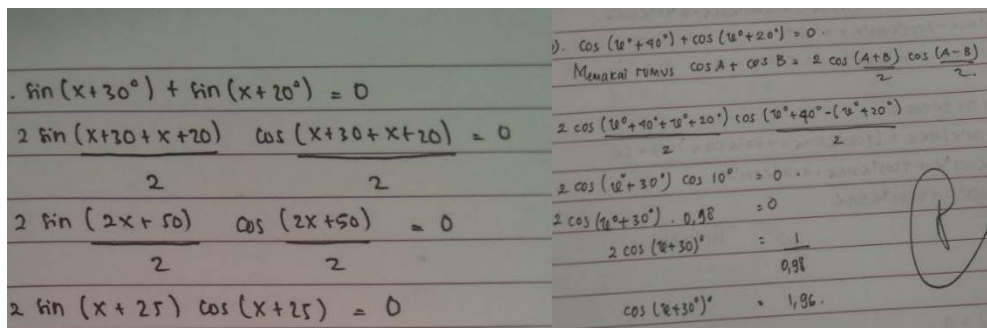 . Sin (x+30°) + Sin (x+20°) = 0
2 Sin (x+30+x+20) cos (x+30+x+20) = 0
2 2
2 Sin (2x+50) cos (2x+50) = 0
2 2
2 Sin (x+25) cos (x+25) = 0
). cos (x°+40°) + cos (x°+20°) = 0
Memakai rumus cos A + cos B = 2 cos (A+B) cos (A-B)
2 2.
2 cos (x°+40°+x°+20°) cos (x°+40°-(x°+20°)
2 2
2 cos (x°+30°) cos 10° = 0.
2 cos (x°+30°). 0,98 = 0
2 cos (x+30)° = 1
0,98
cos (x+30°)° = 1,96.